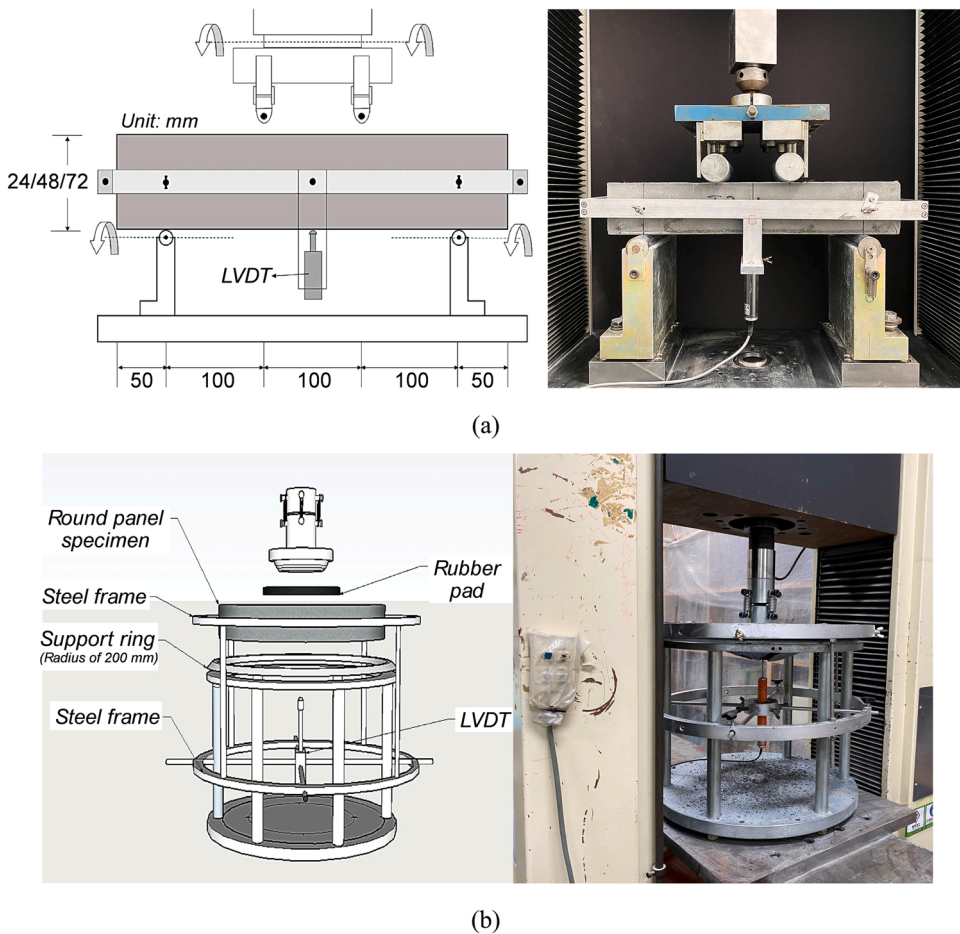 Unit: mm
24/48/72
LVDT
50 100 100 100 50
(a)
Round panel
specimen
Rubber
pad
Steel frame
Support ring
(Radius of 200 mm)
Steel frame
LVDT
(b)